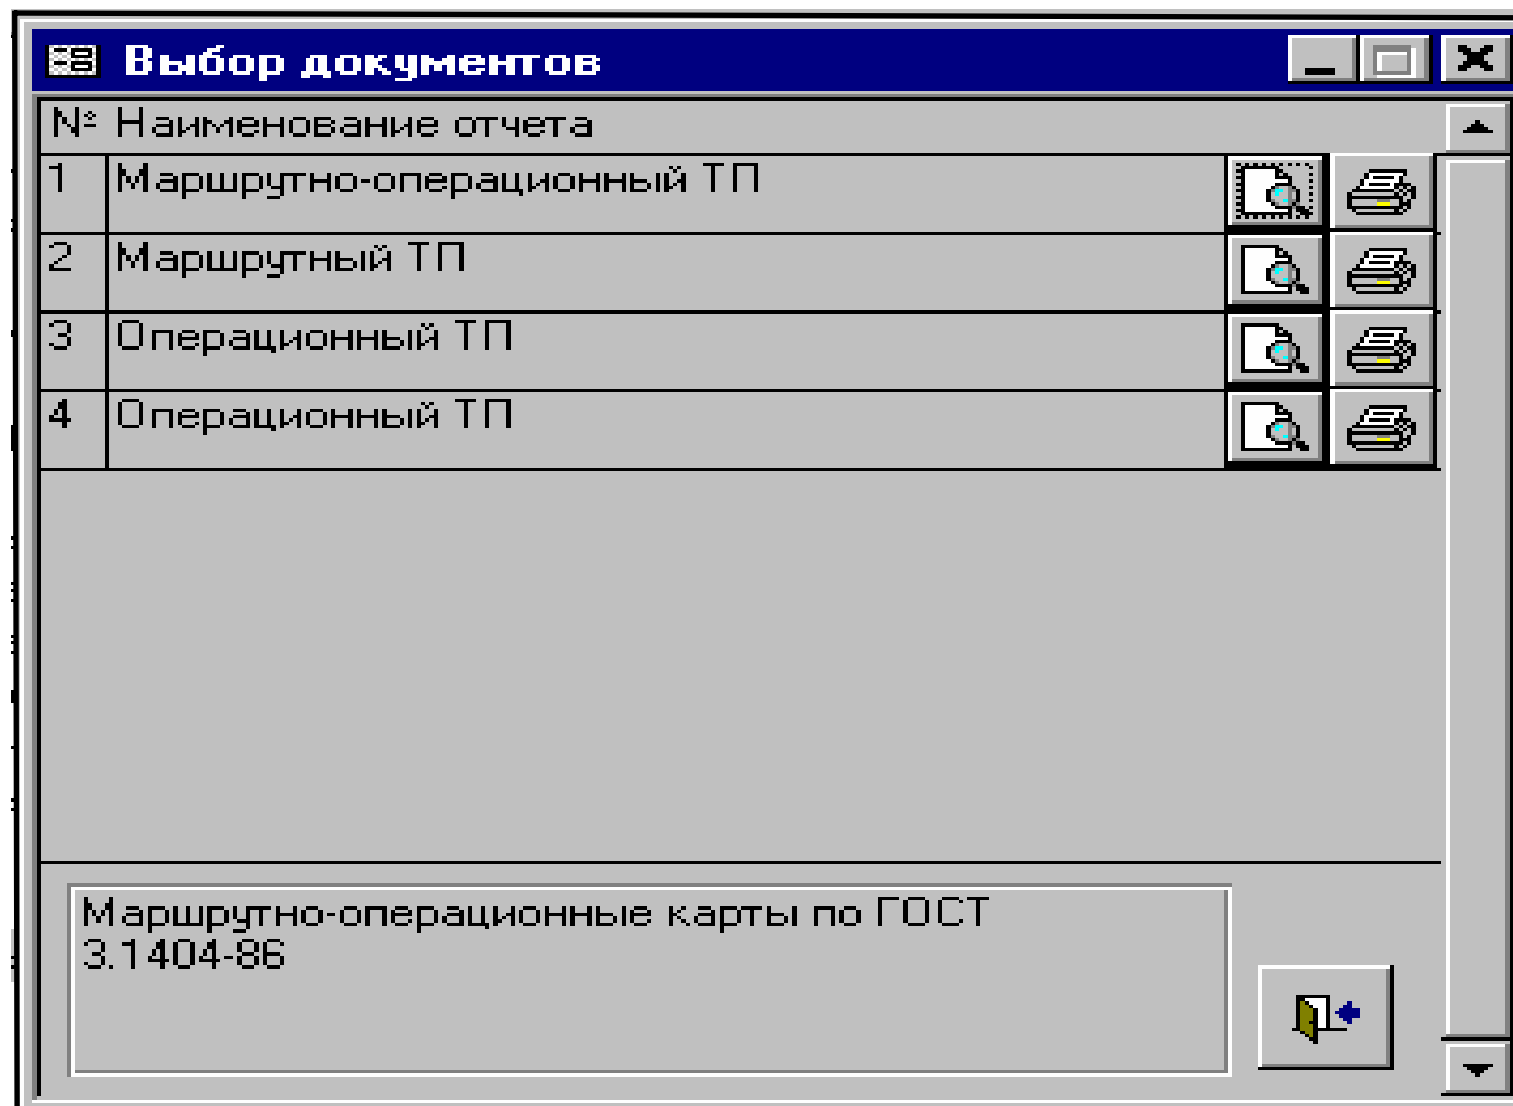 Выбор документов
№ Наименование отчета
1 Маршрутно-операционный ТП
2 Маршрутный ТП
3 Операционный ТП
4 Операционный ТП
Маршрутно-операционные карты по ГОСТ
3.1404-86